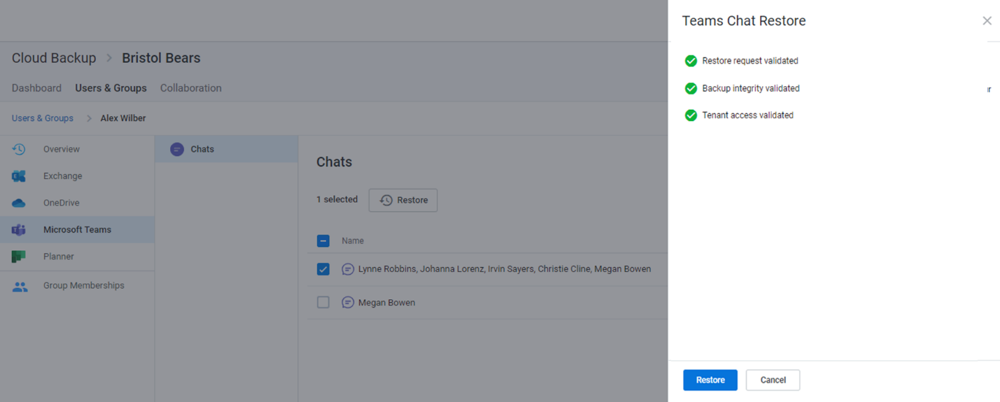 Teams Chat Restore
Cloud Backup > Bristol Bears
Dashboard Users & Groups Collaboration
Users & Groups > Alex Wilber
Overview
Exchange
OneDrive
Microsoft Teams
Planner
Group Memberships
Chats
Chats
1 selected Restore
Name
Lynne Robbins, Johanna Lorenz, Irvin Sayers, Christie Cline, Megan Bowen
Megan Bowen
Restore request validated
Backup integrity validated
Tenant access validated
Restore Cancel